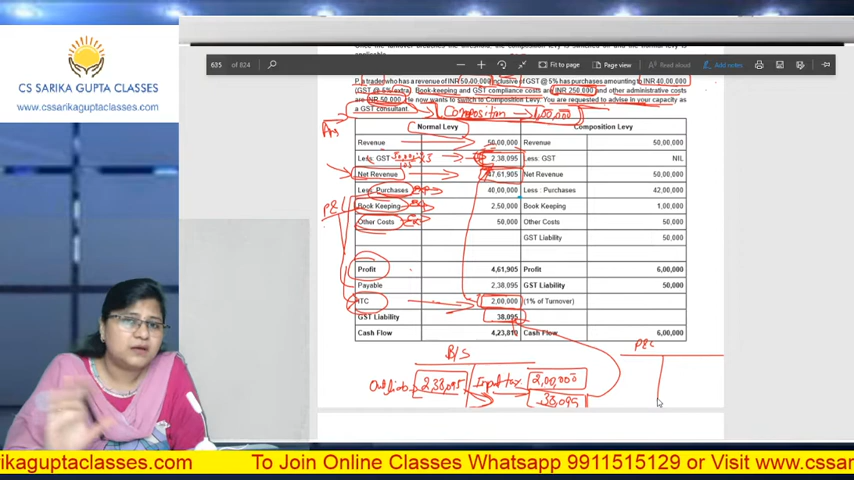 CS SARIKA GUPTA CLASSES
www.cssarikaguptaclasses.com
635 of 824
Fit to page
Page view
Read aloud
Add notes
P, a trader who has a revenue of INR 50,00,000 inclusive of GST @ 5% has purchases amounting to INR 40,00,000
(GST @ 5% extra). Book-keeping and GST compliance costs are INR 250,000 and other administrative costs
are INR 50,000. He now wants to switch to Composition Levy. You are requested to advise in your capacity
as a GST consultant. Composition 1,00,000
Ans
Normal Levy Composition Levy
Revenue 50,00,000 Revenue 50,00,000
Less: GST 2,38,095 Less: GST NIL
Net Revenue 47,61,905 Net Revenue 50,00,000
Less: Purchases 40,00,000 Less : Purchases 42,00,000
Book Keeping 2,50,000 Book Keeping 1,00,000
Other Costs 50,000 Other Costs 50,000
GST Liability 50,000
Profit 4,61,905 Profit 6,00,000
Payable 2,38,095 GST Liability 50,000
ITC 2,00,000 (1% of Turnover)
GST Liability 38,095
Cash Flow 4,23,810 Cash Flow 6,00,000
B/S
2,38,095 Input tax 2,00,000
38,095
rikaguptaclasses.com To Join Online Classes Whatsapp 9911515129 or Visit www.cssa